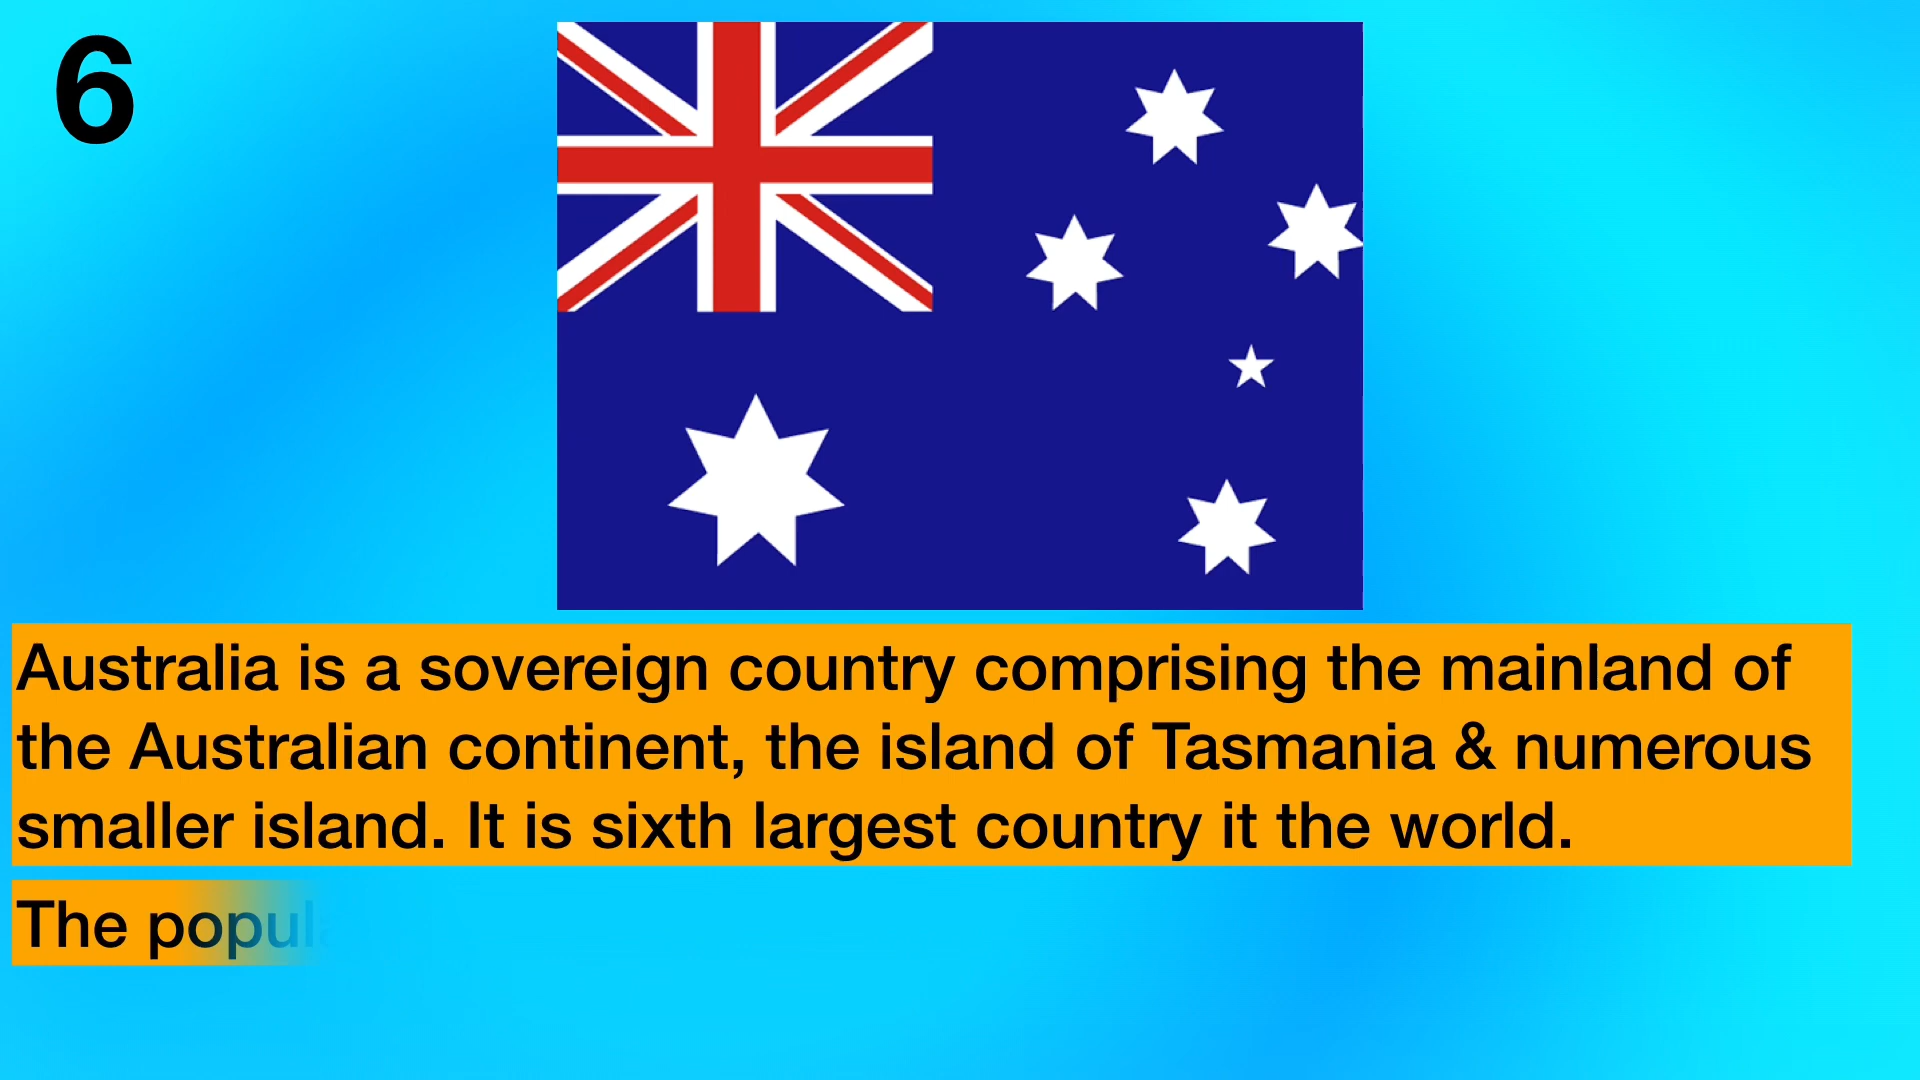 6
Australia is a sovereign country comprising the mainland of
the Australian continent, the island of Tasmania & numerous
smaller island. It is sixth largest country it the world.
The popul